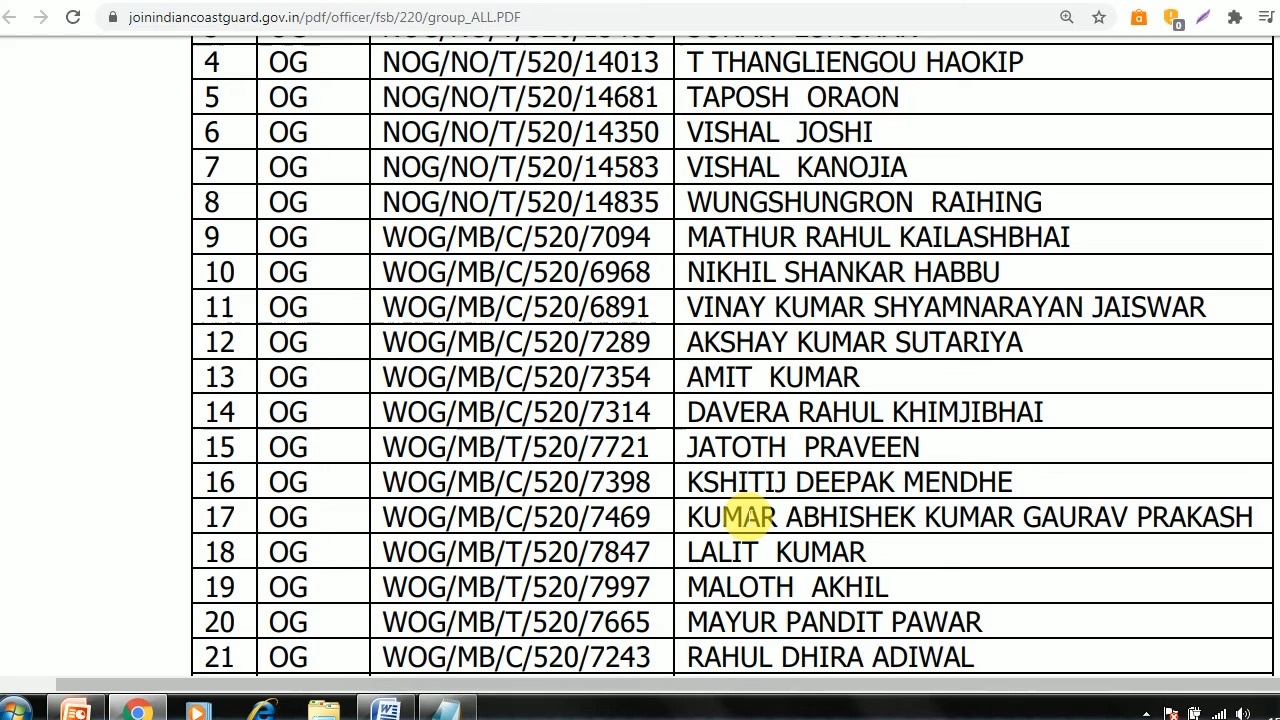 joinindiancoastguard.gov.in/pdf/officer/fsb/220/group_ALL.PDF
0
4 OG NOG/NO/T/520/14013 T THANGLIENGOU HAOKIP
5 OG NOG/NO/T/520/14681 TAPOSH ORAON
6 OG NOG/NO/T/520/14350 VISHAL JOSHI
7 OG NOG/NO/T/520/14583 VISHAL KANOJIA
8 OG NOG/NO/T/520/14835 WUNGSHUNGRON RAIHING
9 OG WOG/MB/C/520/7094 MATHUR RAHUL KAILASHBHAI
10 OG WOG/MB/C/520/6968 NIKHIL SHANKAR HABBU
11 OG WOG/MB/C/520/6891 VINAY KUMAR SHYAMNARAYAN JAISWAR
12 OG WOG/MB/C/520/7289 AKSHAY KUMAR SUTARIYA
13 OG WOG/MB/C/520/7354 AMIT KUMAR
14 OG WOG/MB/C/520/7314 DAVERA RAHUL KHIMJIBHAI
15 OG WOG/MB/T/520/7721 JATOTH PRAVEEN
16 OG WOG/MB/C/520/7398 KSHITIJ DEEPAK MENDHE
17 OG WOG/MB/C/520/7469 KUMAR ABHISHEK KUMAR GAURAV PRAKASH
18 OG WOG/MB/T/520/7847 LALIT KUMAR
19 OG WOG/MB/T/520/7997 MALOTH AKHIL
20 OG WOG/MB/T/520/7665 MAYUR PANDIT PAWAR
21 OG WOG/MB/C/520/7243 RAHUL DHIRA ADIWAL